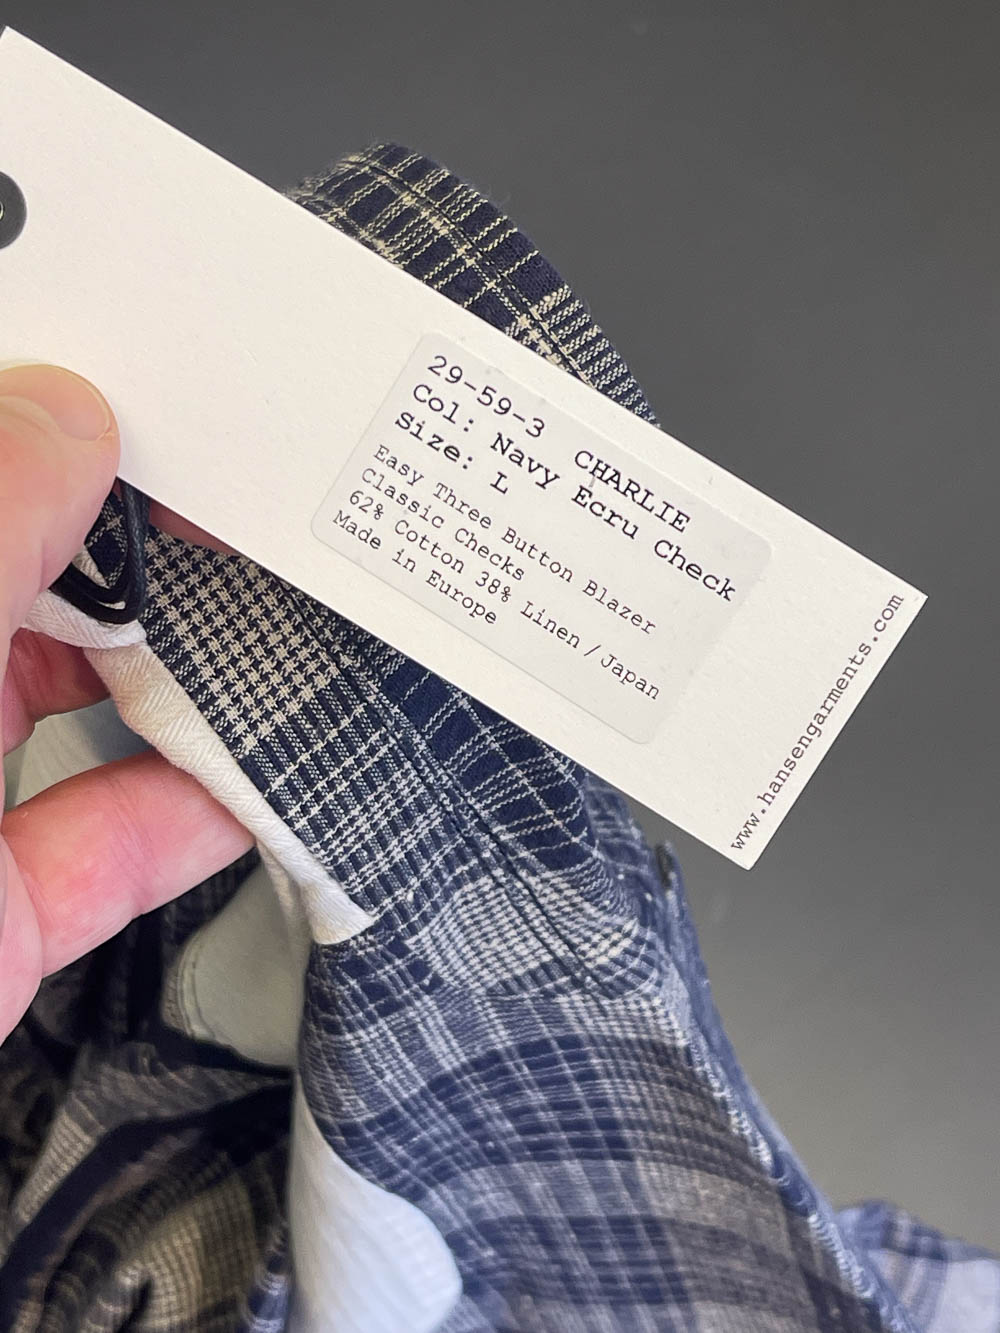 29-59-3 CHARLIE
Col: Navy Ecru Check
Size: L
Easy Three Button Blazer
Classic Checks
62% Cotton 38% Linen / Japan
Made in Europe
www.hansengarments.com